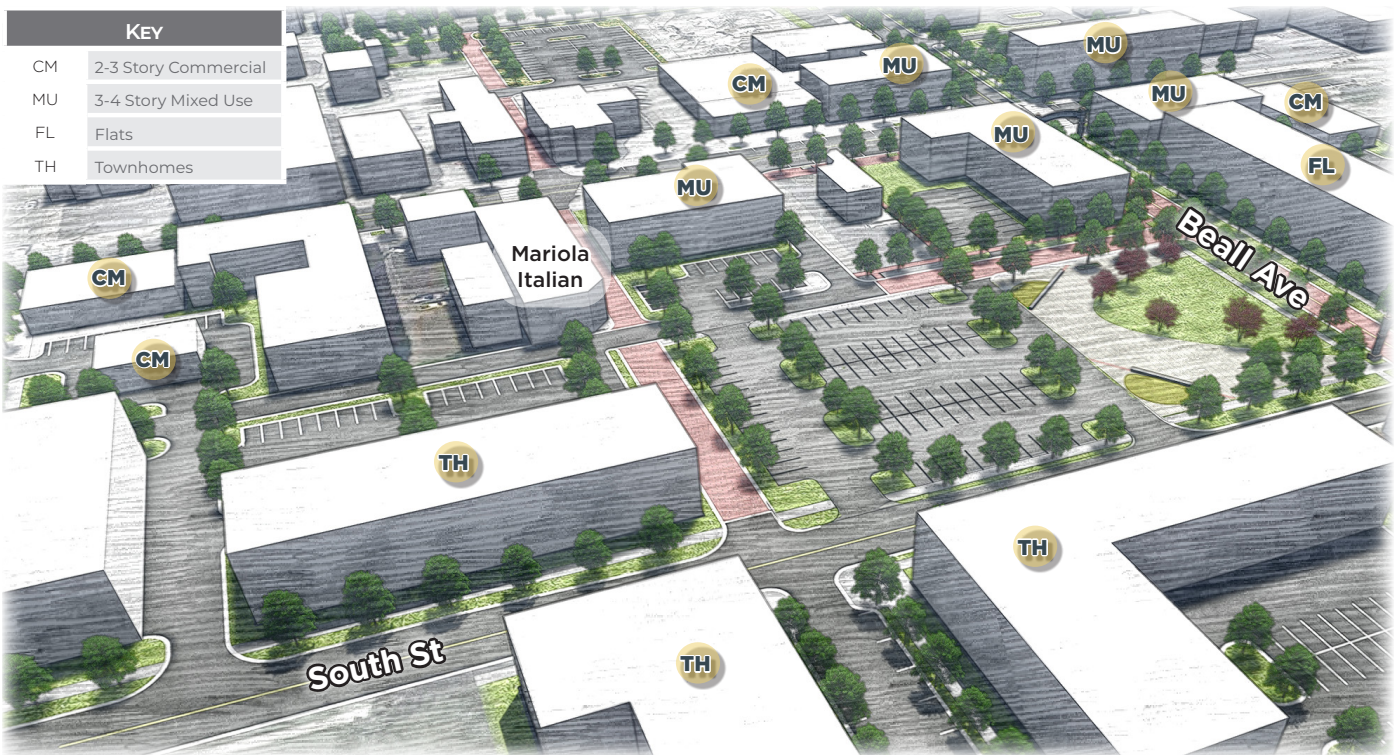 KEY
CM 2-3 Story Commercial
MU 3-4 Story Mixed Use
FL Flats
TH Townhomes
MU
MU
CM
MU
CM
MU
FL
MU
Beall Ave
Mariola
Italian
CM
CM
TH
TH
South St
TH